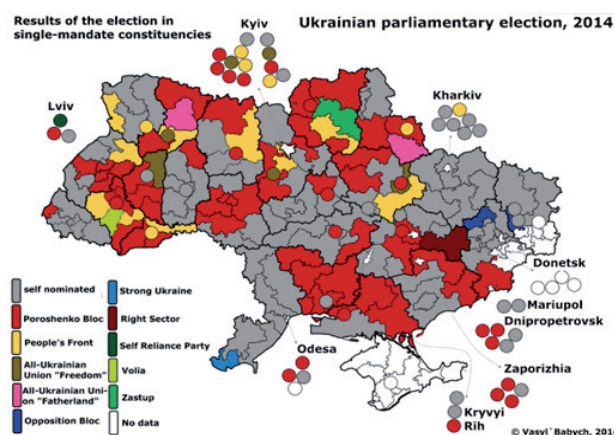 Results of the election in
single-mandate constituencies
Ukrainian parliamentary election, 2014
Kyiv
Lviv
Kharkiv
Donetsk
Mariupol
Dnipropetrovsk
Zaporizhia
Odesa
Kryvyi
Rih
self nominated
Poroshenko Bloc
People's Front
All-Ukrainian
Union "Freedom"
All-Ukrainian Uni-
on "Fatherland"
Opposition Bloc
Strong Ukraine
Right Sector
Self Reliance Party
Volia
Zastup
No data
© Vasyl`Babych, 201